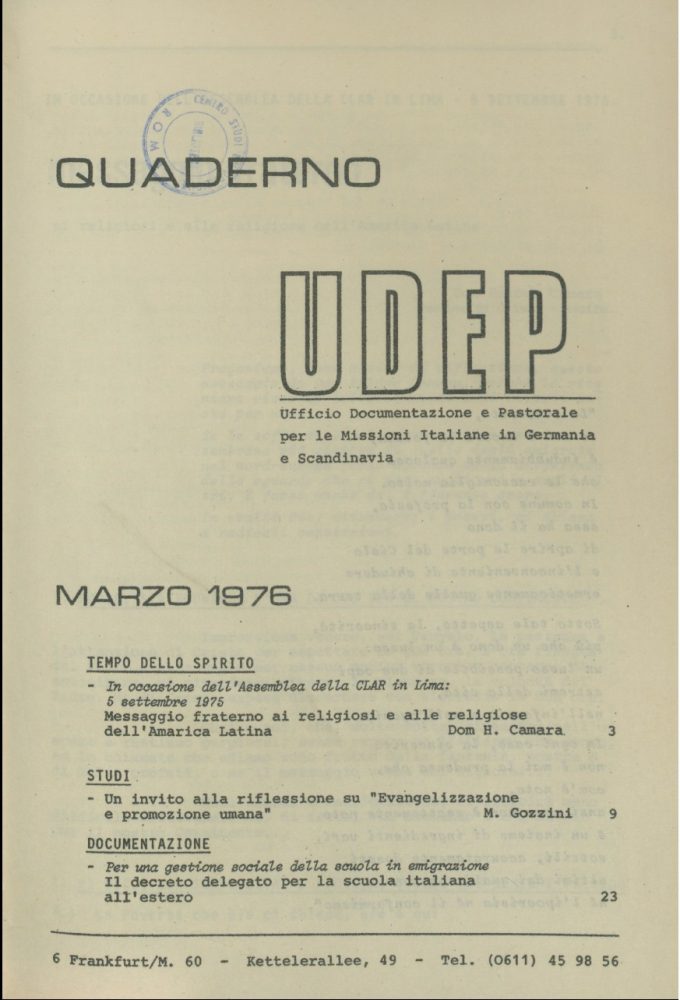 CENTRO STUDI
ROM
QUADERNO
UDEP
Ufficio Documentazione e Pastorale
per le Missioni Italiane in Germania
e Scandinavia
MARZO 1976
TEMPO DELLO SPIRITO
- In occasione dell'Assemblea della CLAR in Lima:
5 settembre 1975
Messaggio fraterno ai religiosi e alle religiose
dell'Amarica Latina Dom H. Camara 3
STUDI
- Un invito alla riflessione su "Evangelizzazione
e promozione umana" M. Gozzini 9
DOCUMENTAZIONE
- Per una gestione sociale della scuola in emigrazione
Il decreto delegato per la scuola italiana
all'estero 23
6 Frankfurt/M. 60 - Kettelerallee, 49 - Tel. (0611) 45 98 56